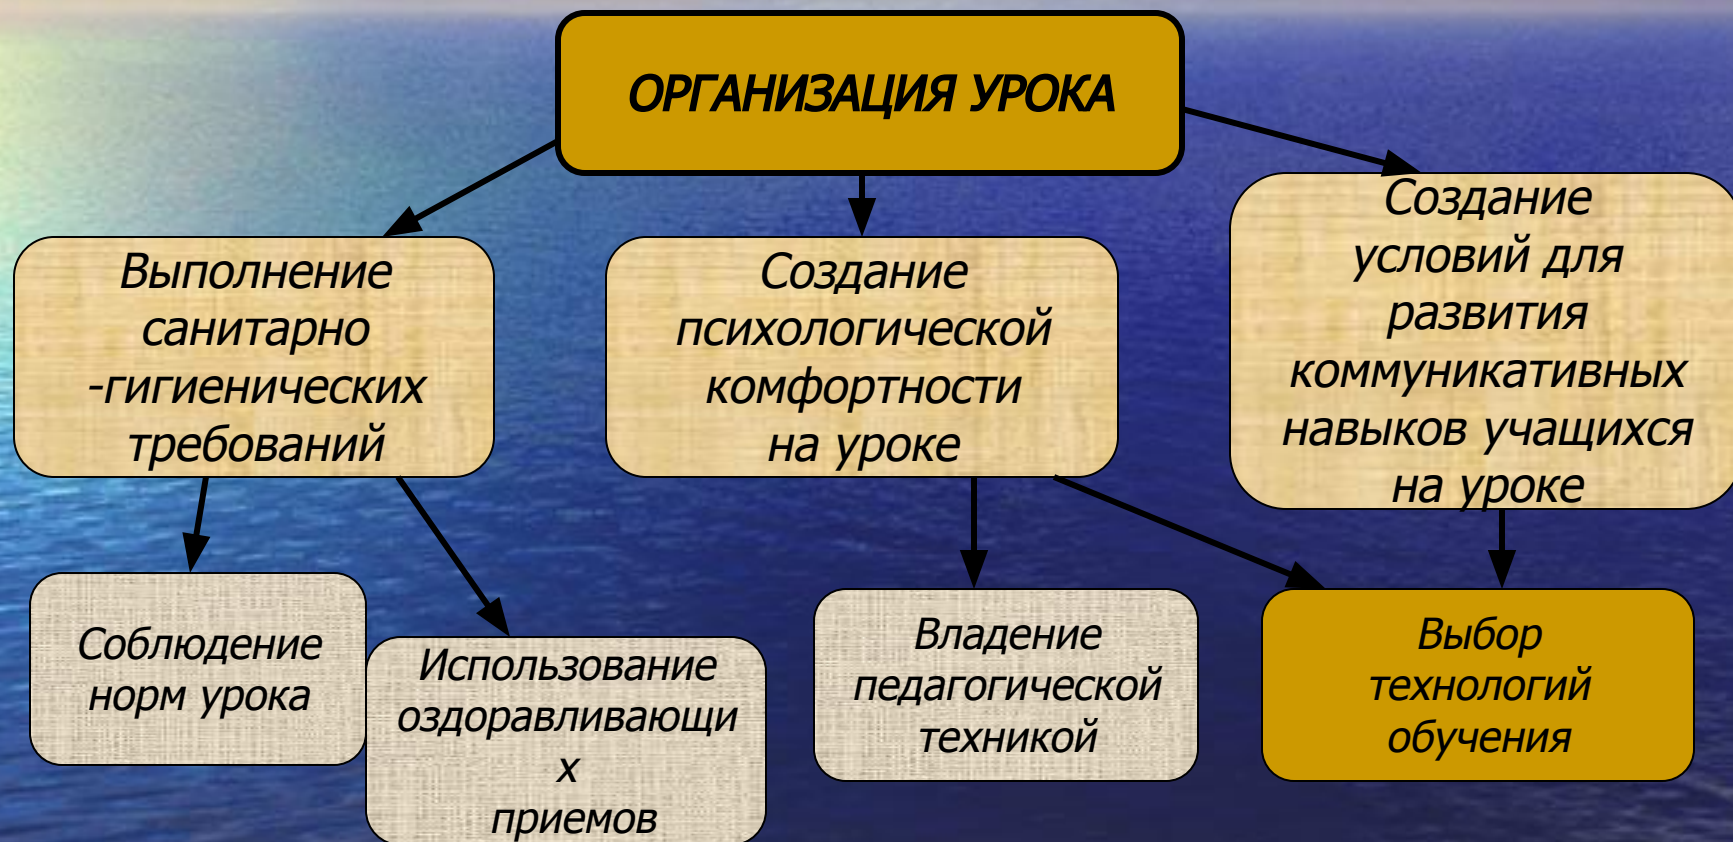 ОРГАНИЗАЦИЯ УРОКА
Выполнение
санитарно
-гигиенических
требований
Создание
психологической
комфортности
на уроке
Создание
условий для
развития
коммуникативных
навыков учащихся
на уроке
Соблюдение
норм урока
Использование
оздоравливающи
х
приемов
Владение
педагогической
техникой
Выбор
технологий
обучения